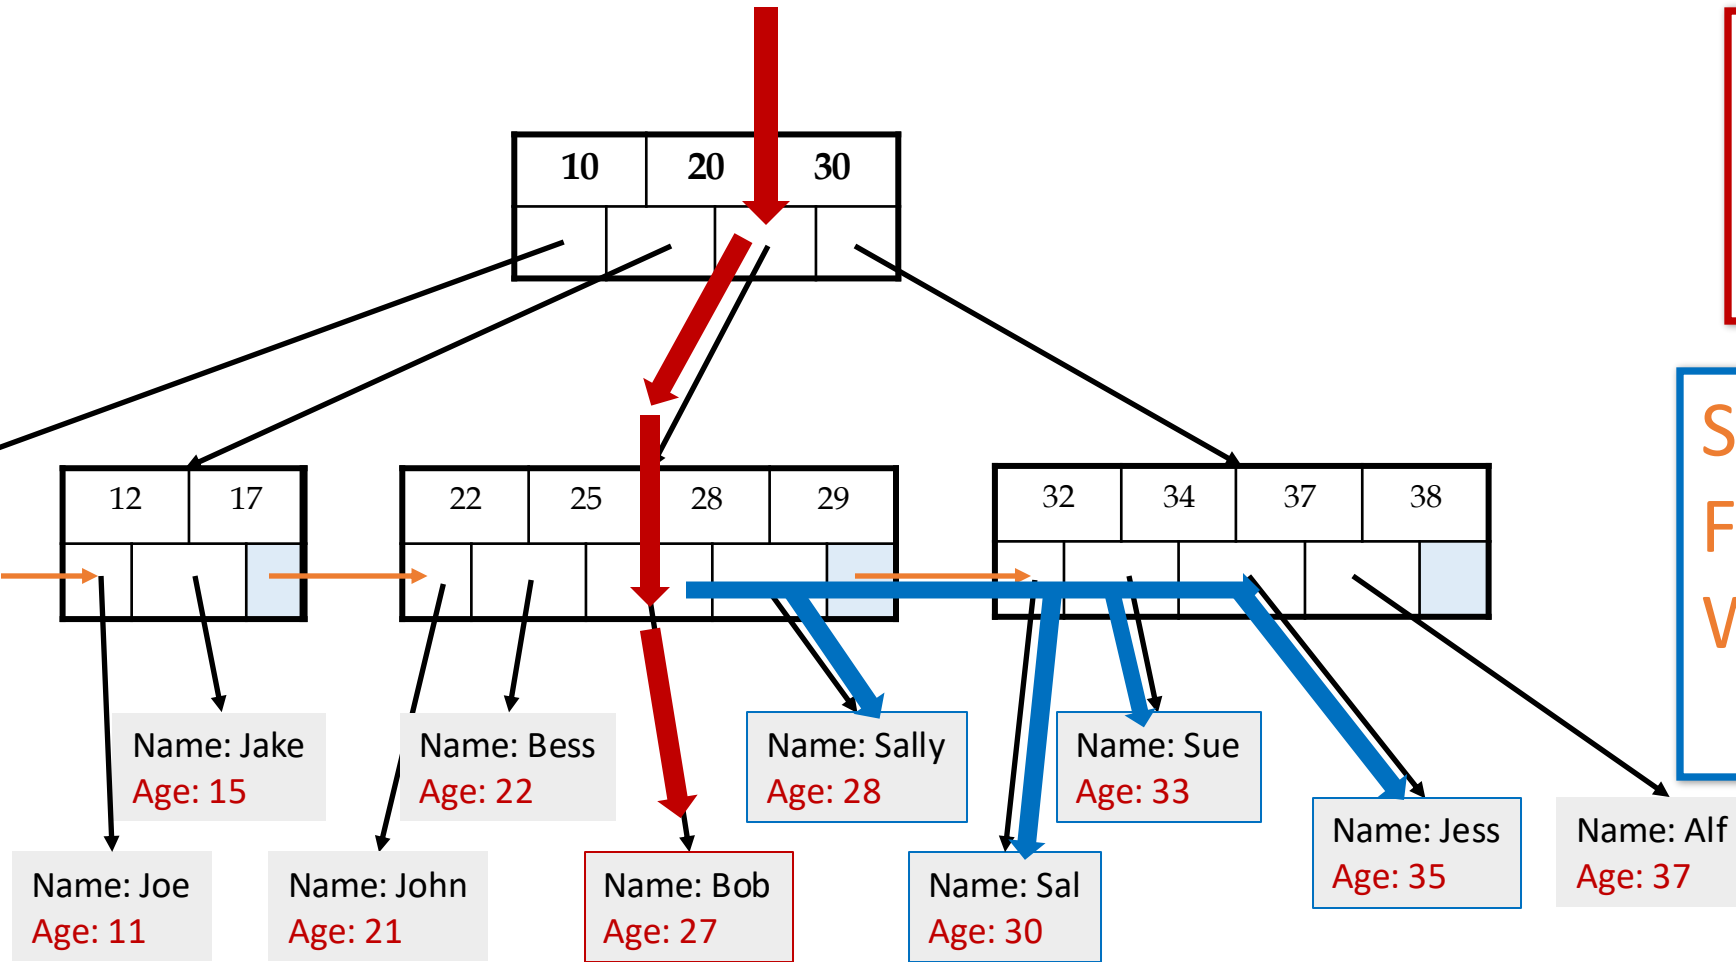 10 20 30
12 17
22 25 28 29
32 34 37 38
S
F
V
Name: Jake
Age: 15
Name: Bess
Age: 22
Name: Sally
Age: 28
Name: Sue
Age: 33
Name: Jess
Age: 35
Name: Alf
Age: 37
Name: Joe
Age: 11
Name: John
Age: 21
Name: Bob
Age: 27
Name: Sal
Age: 30